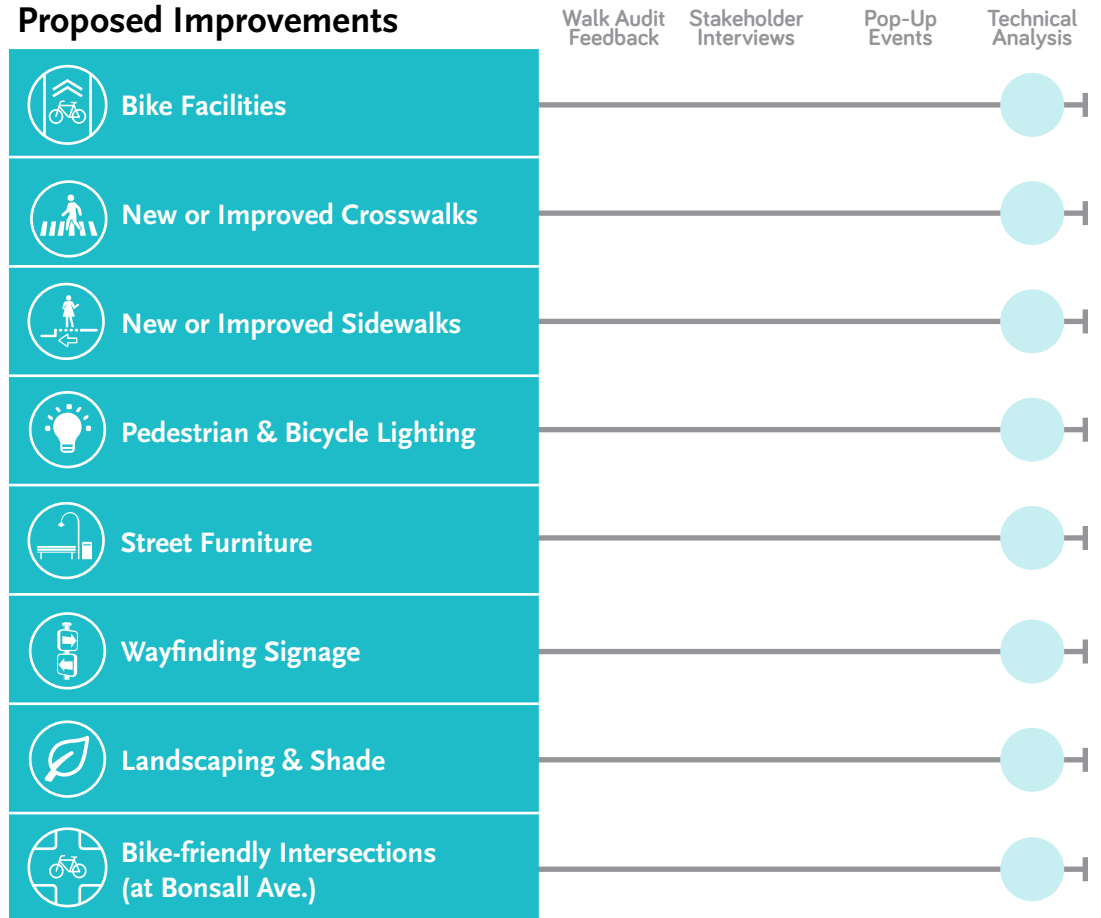 Proposed Improvements
Walk Audit
Feedback
Stakeholder
Interviews
Pop-Up
Events
Technical
Analysis
Bike Facilities
New or Improved Crosswalks
New or Improved Sidewalks
Pedestrian & Bicycle Lighting
Street Furniture
Wayfinding Signage
Landscaping & Shade
Bike-friendly Intersections
(at Bonsall Ave.)